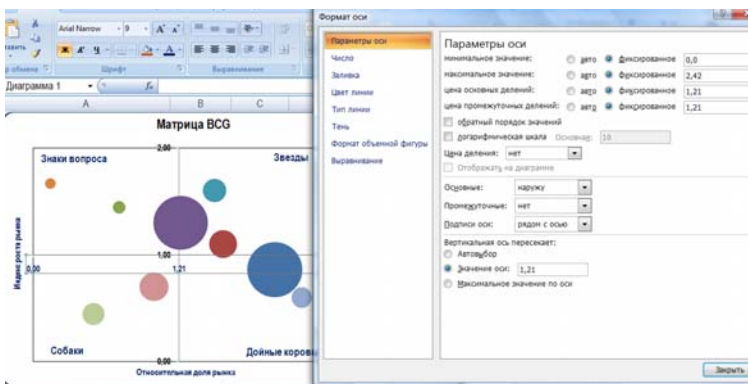 Arial Narrow 9 A A
Ж К Ч А
Шрифт
Выравнивание
Диаграмма 1 fx
A B C
Матрица BCG
2,00
Знаки вопроса
Звезды
Индекс роста рынка
1,00
0,00
1,21
Собаки
Дойные коровы
0,00
Относительная доля рынка
Формат оси
Параметры оси
Число
Заливка
Цвет линии
Тип линии
Тень
Формат объемной фигуры
Выравнивание
Параметры оси
минимальное значение: авто фиксированное 0,0
максимальное значение: авто фиксированное 2,42
цена основных делений: авто фиксированное 1,21
цена промежуточных делений: авто фиксированное 1,21
обратный порядок значений
логарифмическая шкала Основная: 10
Цена деления: нет
Отображать на диаграмме
Основные: наружу
Промежуточные: нет
Подписи оси: рядом с осью
Вертикальная ось пересекает:
Автовыбор
Значение оси: 1,21
Максимальное значение по оси
Закрыть